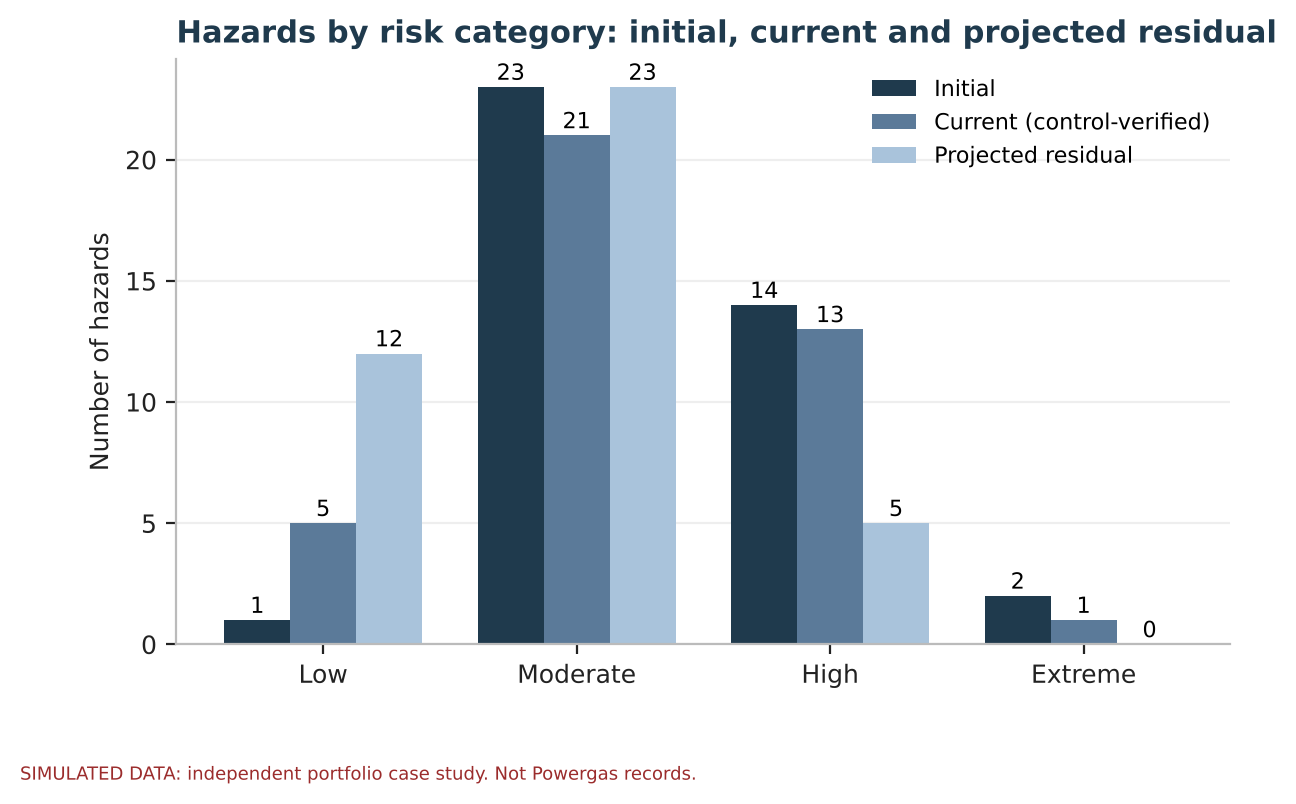 Hazards by risk category: initial, current and projected residual
Initial
Current (control-verified)
Projected residual
Number of hazards
20
15
10
5
0
1
5
12
23
21
23
14
13
5
2
1
0
Low
Moderate
High
Extreme
SIMULATED DATA: independent portfolio case study. Not Powergas records.